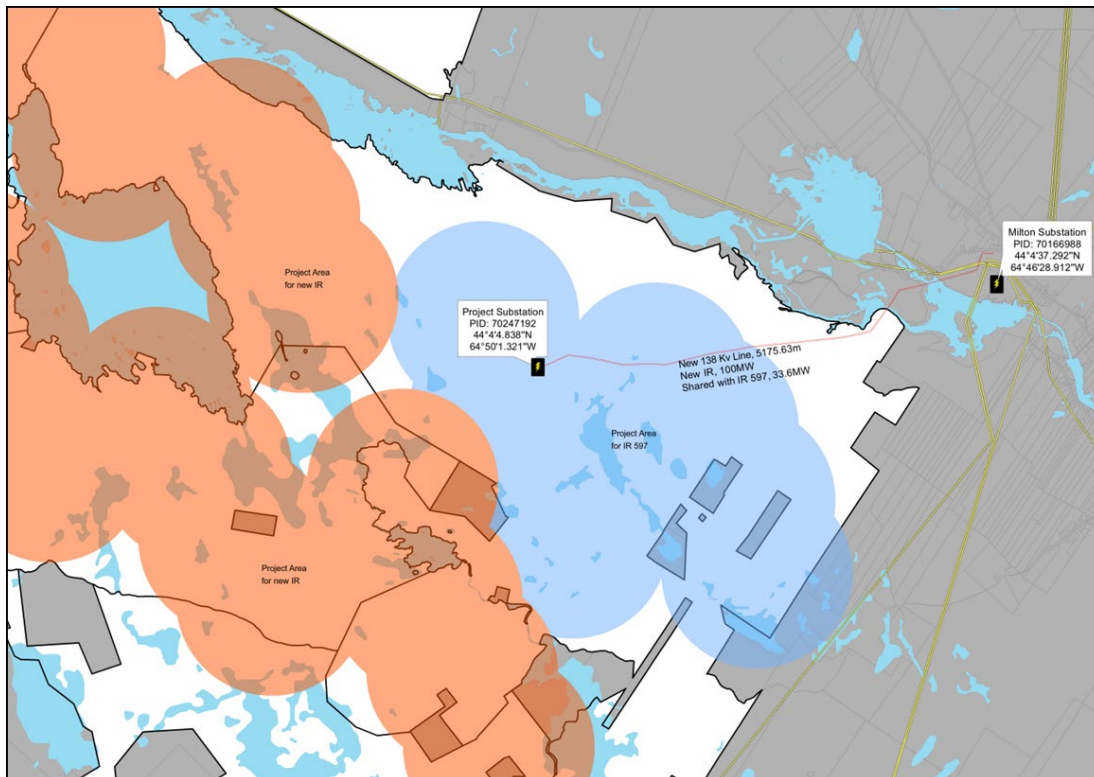 Milton Substation
PID: 70166988
44°4'37.292"N
64°46'28.912"W
Project Area
for new IR
Project Substation
PID: 70247192
44°4'4.838"N
64°50'1.321"W
New 138 Kv Line, 5175.63m
New IR, 100MW
Shared with IR 597, 33.6MW
Project Area
for IR 597
Project Area
for new IR